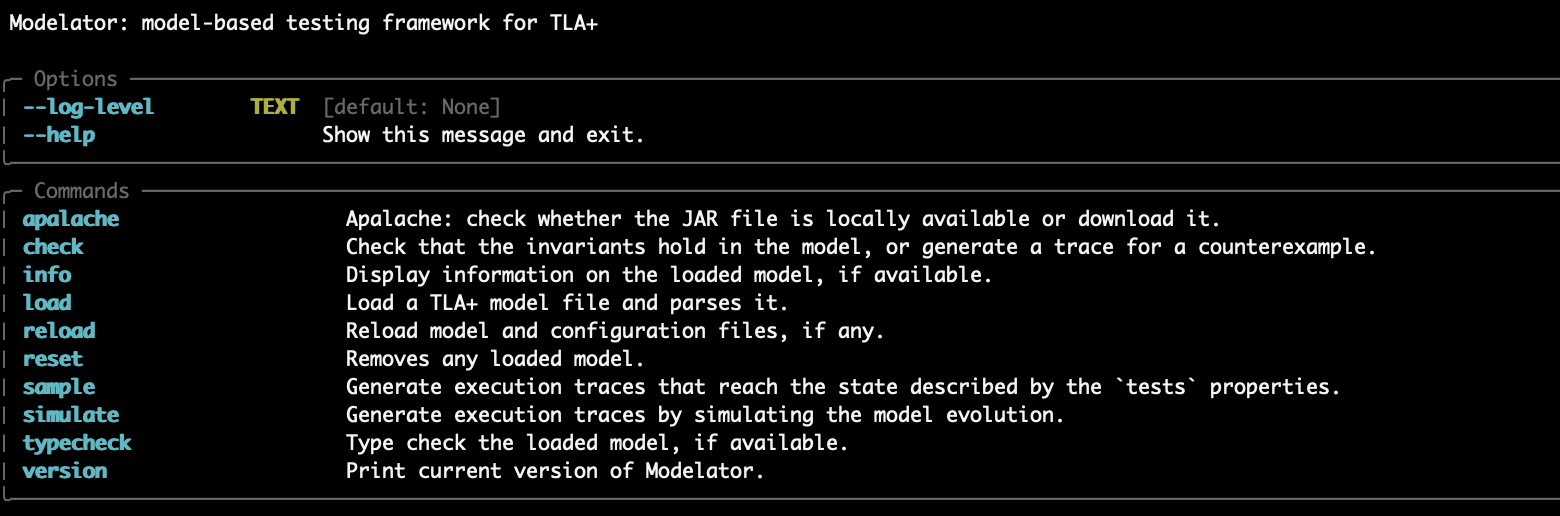 Modelator: model-based testing framework for TLA+
Options
--log-level TEXT [default: None]
--help Show this message and exit.
Commands
apalache Apalache: check whether the JAR file is locally available or download it.
check Check that the invariants hold in the model, or generate a trace for a counterexample.
info Display information on the loaded model, if available.
load Load a TLA+ model file and parses it.
reload Reload model and configuration files, if any.
reset Removes any loaded model.
sample Generate execution traces that reach the state described by the `tests` properties.
simulate Generate execution traces by simulating the model evolution.
typecheck Type check the loaded model, if available.
version Print current version of Modelator.